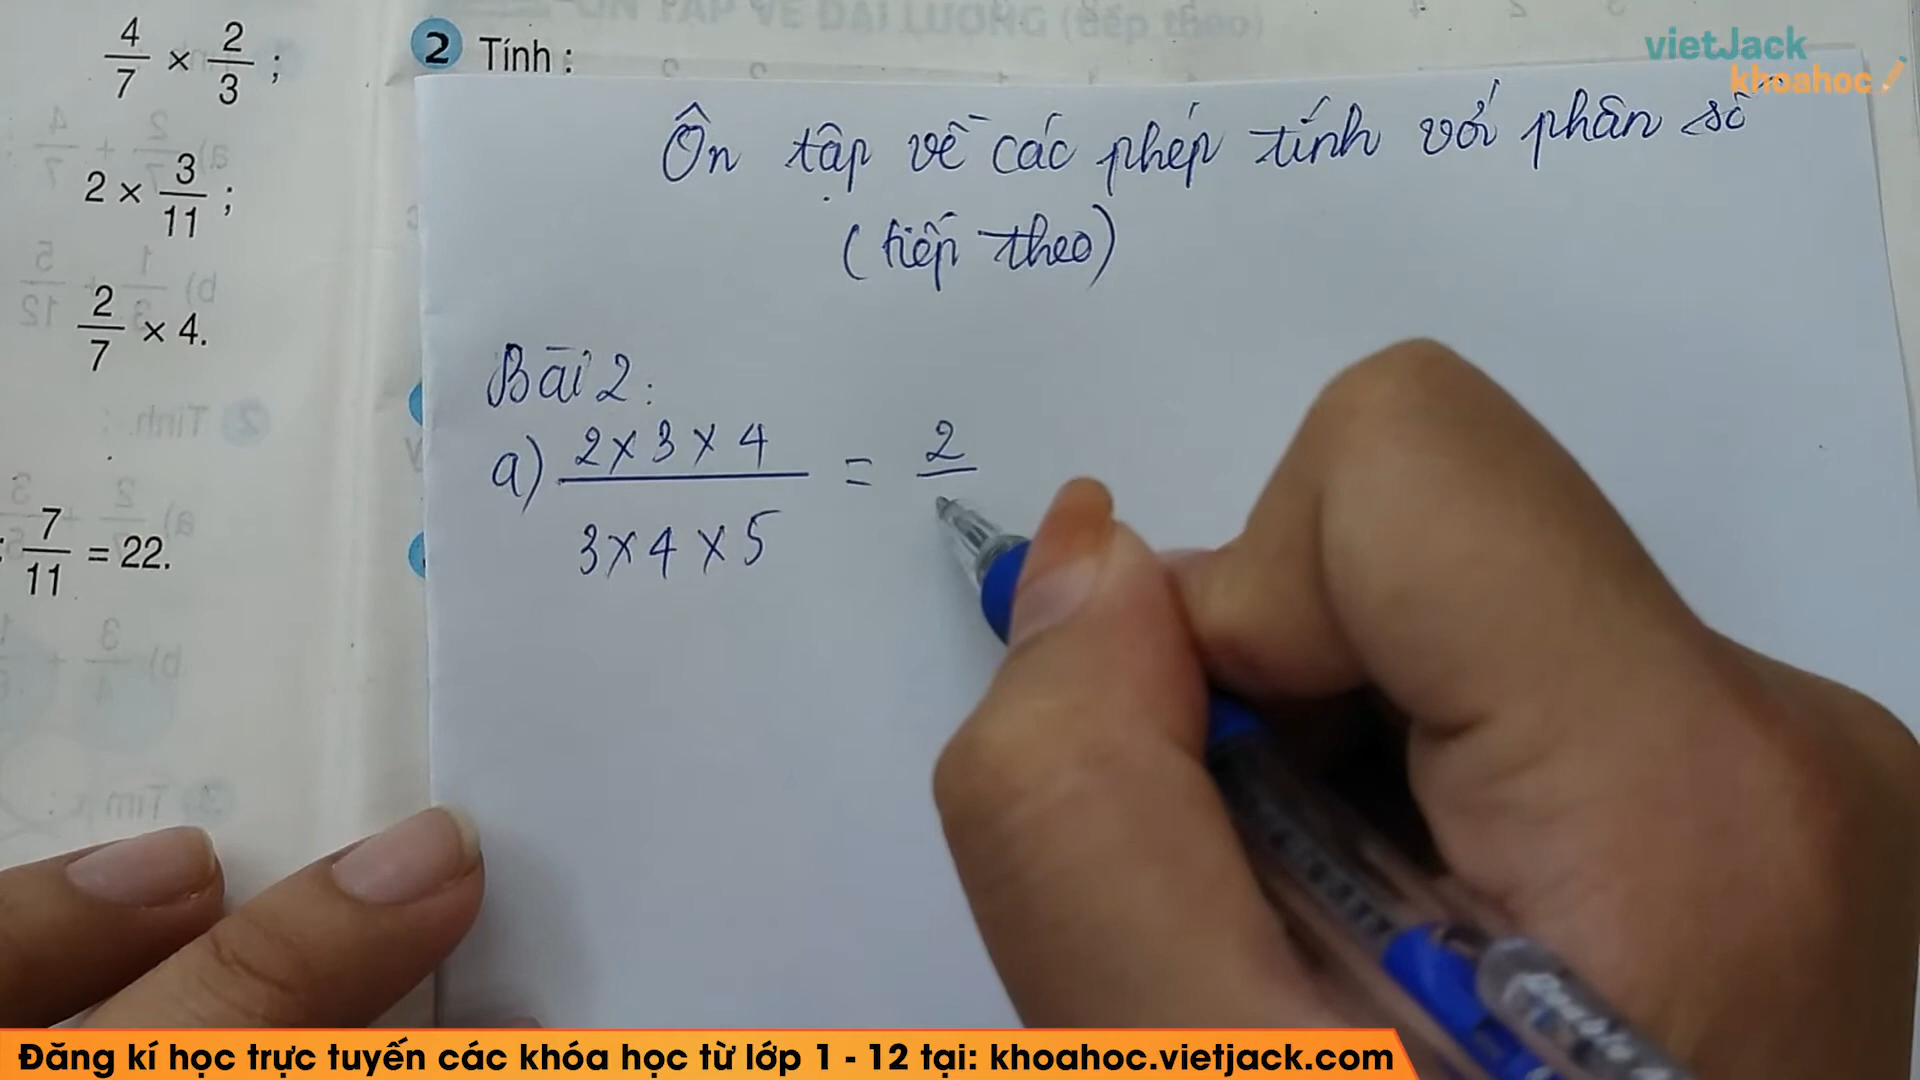 vietJack
khoahoc
4/7 × 2/3 ;
2 × 3/11 ;
2/7 × 4.
7/11 = 22.
2 Tính :
Ôn tập về các phép tính với phân số
(tiếp theo)
Bài 2:
a) 2 x 3 x 4 / 3 x 4 x 5 = 2/
Đăng kí học trực tuyến các khóa học từ lớp 1 - 12 tại: khoahoc.vietjack.com